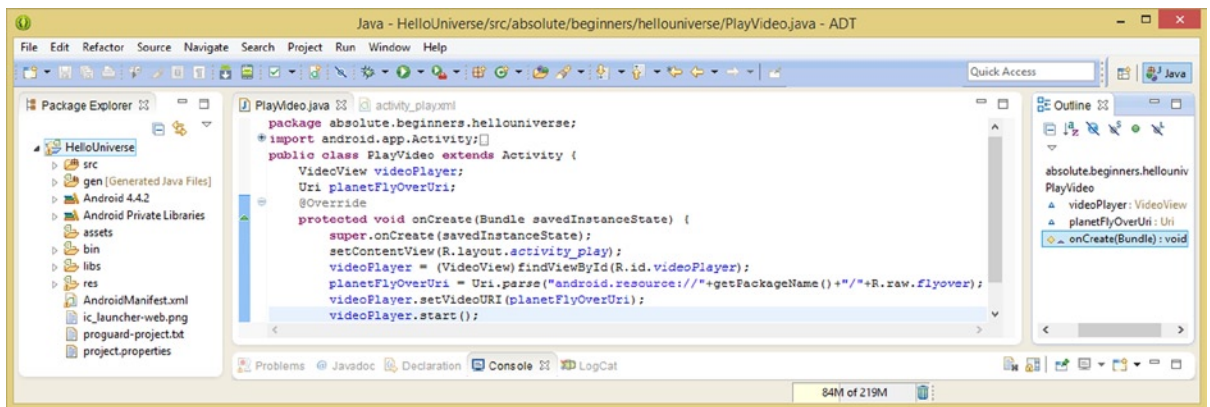 Java - HelloUniverse/src/absolute/beginners/hellouniverse/PlayVideo.java - ADT
File Edit Refactor Source Navigate Search Project Run Window Help
Quick Access
Java
Package Explorer
HelloUniverse
src
gen [Generated Java Files]
Android 4.4.2
Android Private Libraries
assets
bin
libs
res
AndroidManifest.xml
ic_launcher-web.png
proguard-project.txt
project.properties
PlayVideo.java
activity_play.xml
package absolute.beginners.hellouniverse;
import android.app.Activity;
public class PlayVideo extends Activity {
VideoView videoPlayer;
Uri planetFlyOverUri;
@Override
protected void onCreate(Bundle savedInstanceState) {
super.onCreate(savedInstanceState);
setContentView(R.layout.activity_play);
videoPlayer = (VideoView)findViewById(R.id.videoPlayer);
planetFlyOverUri = Uri.parse("android.resource://"+getPackageName()+"/"+R.raw.flyover);
videoPlayer.setVideoURI(planetFlyOverUri);
videoPlayer.start();
Outline
absolute.beginners.hellouniv
PlayVideo
videoPlayer : VideoView
planetFlyOverUri : Uri
onCreate(Bundle) : void
Problems @ Javadoc Declaration Console LogCat
84M of 219M